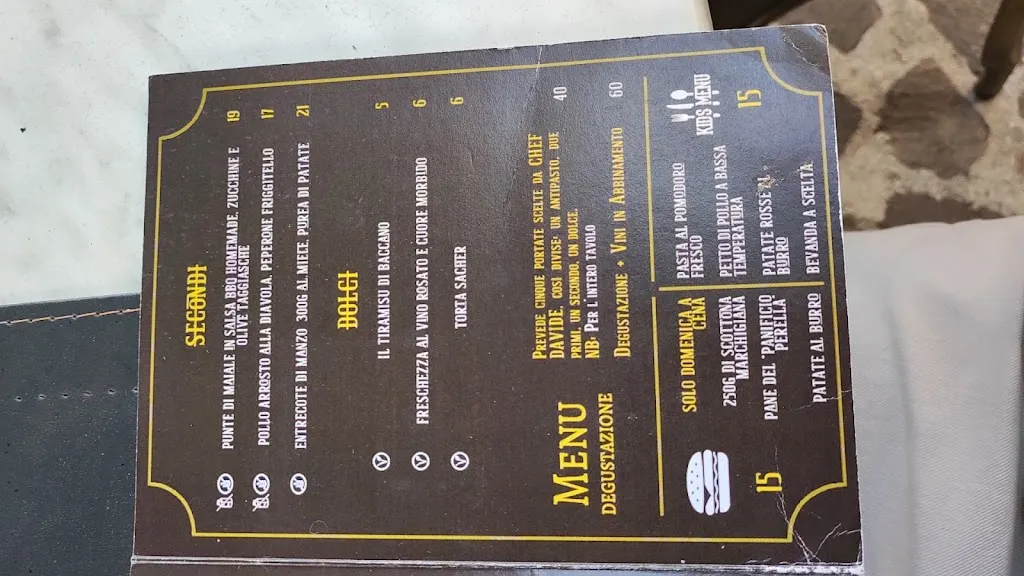 SECONDI
PUNTE DI MAIALE IN SALSA BBQ HOMEMADE, ZUCCHINE E 19
OLIVE TAGGIASCHE
POLLO ARROSTO ALLA DIAVOLA, PEPERONE FRIGGITELLO 17
ENTRECOTE DI MANZO 300G AL MIELE, PUREA DI PATATE 21
DOLCI
IL TIRAMISU DI BACCANO 5
FRESCHEZZA AL VINO ROSATO E CUORE MORBIDO 6
TORTA SACHER 6
MENU
DEGUSTAZIONE
PREVEDE CINQUE PORTATE SCELTE DA CHEF
DAVIDE, COSÌ DIVISE: UN ANTIPASTO, DUE 40
PRIMI, UN SECONDO, UN DOLCE.
NB: PER L'INTERO TAVOLO
DEGUSTAZIONE + VINI IN ABBINAMENTO 60
15
SOLO DOMENICA A
CENA
250G DI SCOTTONA
MARCHIGIANA
PANE DEL "PANIFICIO
PERELLA"
PATATE AL BURRO
PASTA AL POMODORO
FRESCO
PETTO DI POLLO A BASSA
TEMPERATURA
PATATE ROSSE
BURRO
BEVANDA A SCELTA
KIDS MENU
15